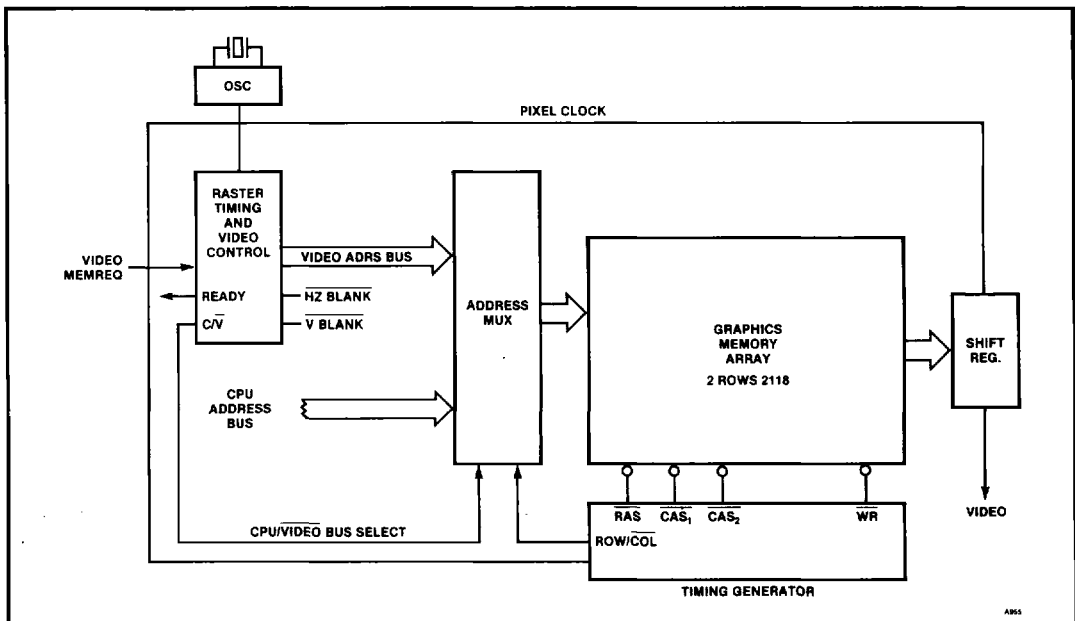 OSC
PIXEL CLOCK
RASTER
TIMING
AND
VIDEO
CONTROL
VIDEO
MEMREQ
VIDEO ADRS BUS
READY
HZ BLANK
C/V
V BLANK
ADDRESS
MUX
GRAPHICS
MEMORY
ARRAY
2 ROWS 2118
SHIFT
REG.
CPU
ADDRESS
BUS
RAS
CAS1
CAS2
WR
VIDEO
CPU/VIDEO BUS SELECT
ROW/COL
TIMING GENERATOR